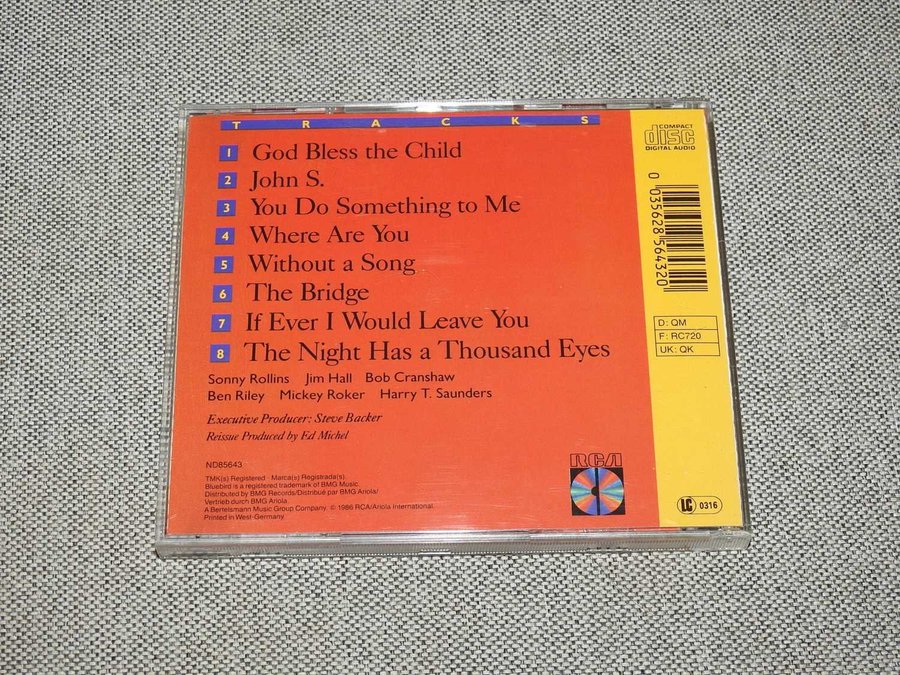 TRACKS
1 God Bless the Child
2 John S.
3 You Do Something to Me
4 Where Are You
5 Without a Song
6 The Bridge
7 If Ever I Would Leave You
8 The Night Has a Thousand Eyes
Sonny Rollins Jim Hall Bob Cranshaw
Ben Riley Mickey Roker Harry T. Saunders
Executive Producer: Steve Backer
Reissue Produced by Ed Michel
ND85643
TMK(s) Registered · Marca(s) Registrada(s).
Bluebird is a registered trademark of BMG Music.
Distributed by BMG Records/Distribué par BMG Ariola/
Vertrieb durch BMG Ariola.
A Bertelsmann Music Group Company. © 1986 RCA/Ariola International.
Printed in West-Germany.
RCA
COMPACT
disc
DIGITAL AUDIO
0 035628 564320
D: QM
F: RC720
UK: QK
LC 0316